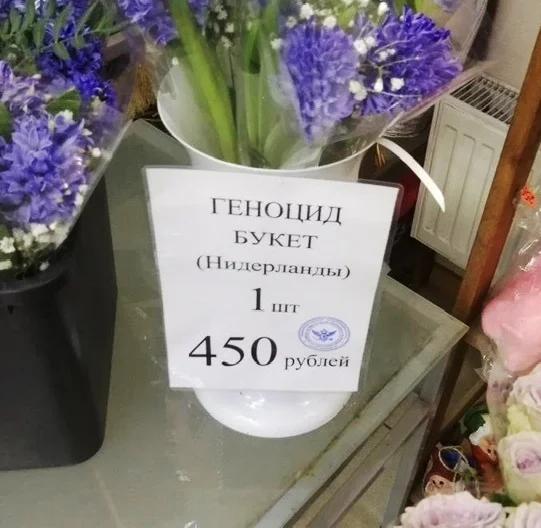 ГЕНОЦИД
БУКЕТ
(Нидерланды)
1 шт
450 рублей